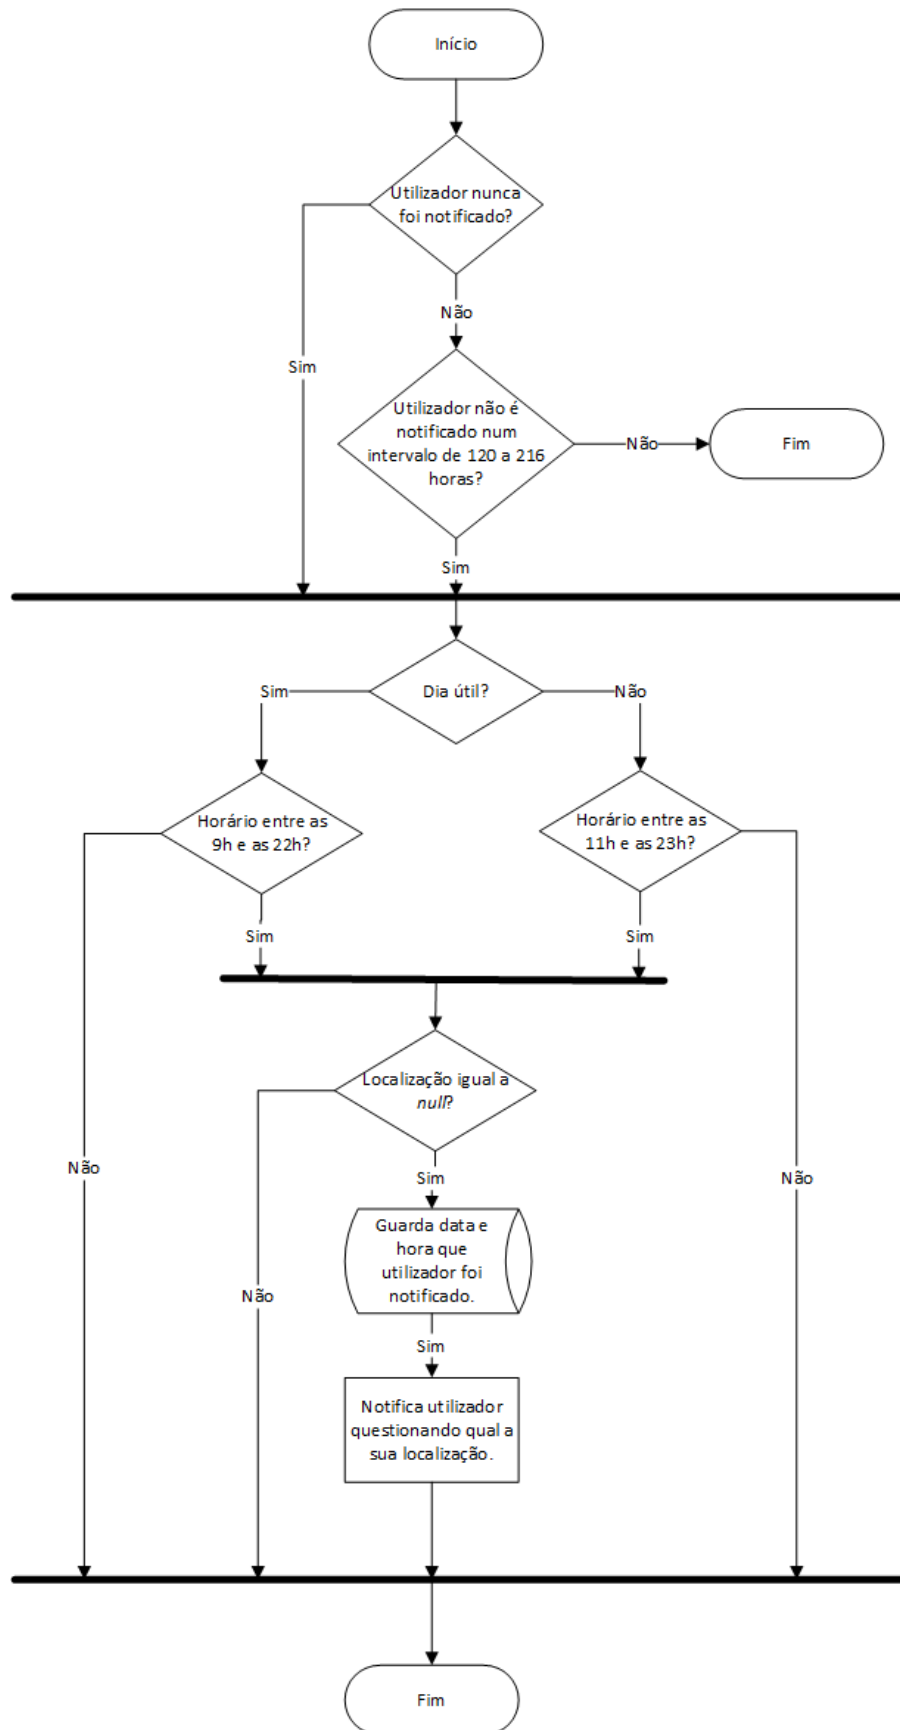 Início
Utilizador nunca
foi notificado?
Não
Sim
Utilizador não é
notificado num
intervalo de 120 a 216
horas?
Não
Fim
Sim
Sim
Dia útil?
Não
Horário entre as
9h e as 22h?
Horário entre as
11h e as 23h?
Sim
Sim
Localização igual a
null?
Não
Sim
Não
Guarda data e
hora que
utilizador foi
notificado.
Não
Sim
Notifica utilizador
questionando qual a
sua localização.
Fim